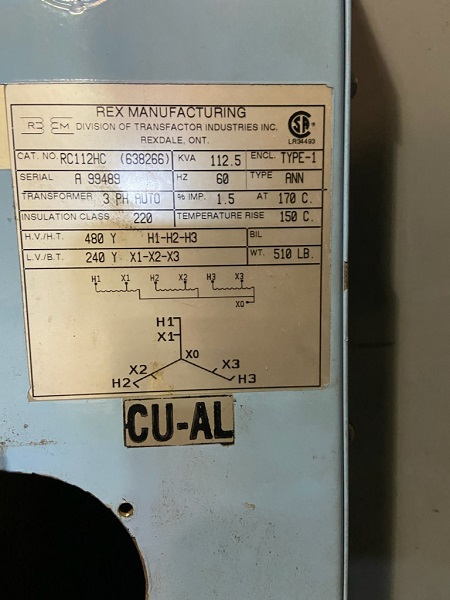 REX MANUFACTURING
DIVISION OF TRANSFACTOR INDUSTRIES INC.
REXDALE, ONT.
LR34493
CAT. NO. RC112HC (638266) KVA 112.5 ENCL. TYPE-1
SERIAL A 99489 HZ 60 TYPE ANN
TRANSFORMER 3 PH AUTO % IMP. 1.5 AT 170 C.
INSULATION CLASS 220 TEMPERATURE RISE 150 C.
H.V./H.T. 480 Y H1-H2-H3 BIL
L.V./B.T. 240 Y X1-X2-X3 WT. 510 LB.
H1 X1 H2 X2 H3 X3
X0
H1
X1
X0
X2 X3
H2 H3
CU-AL